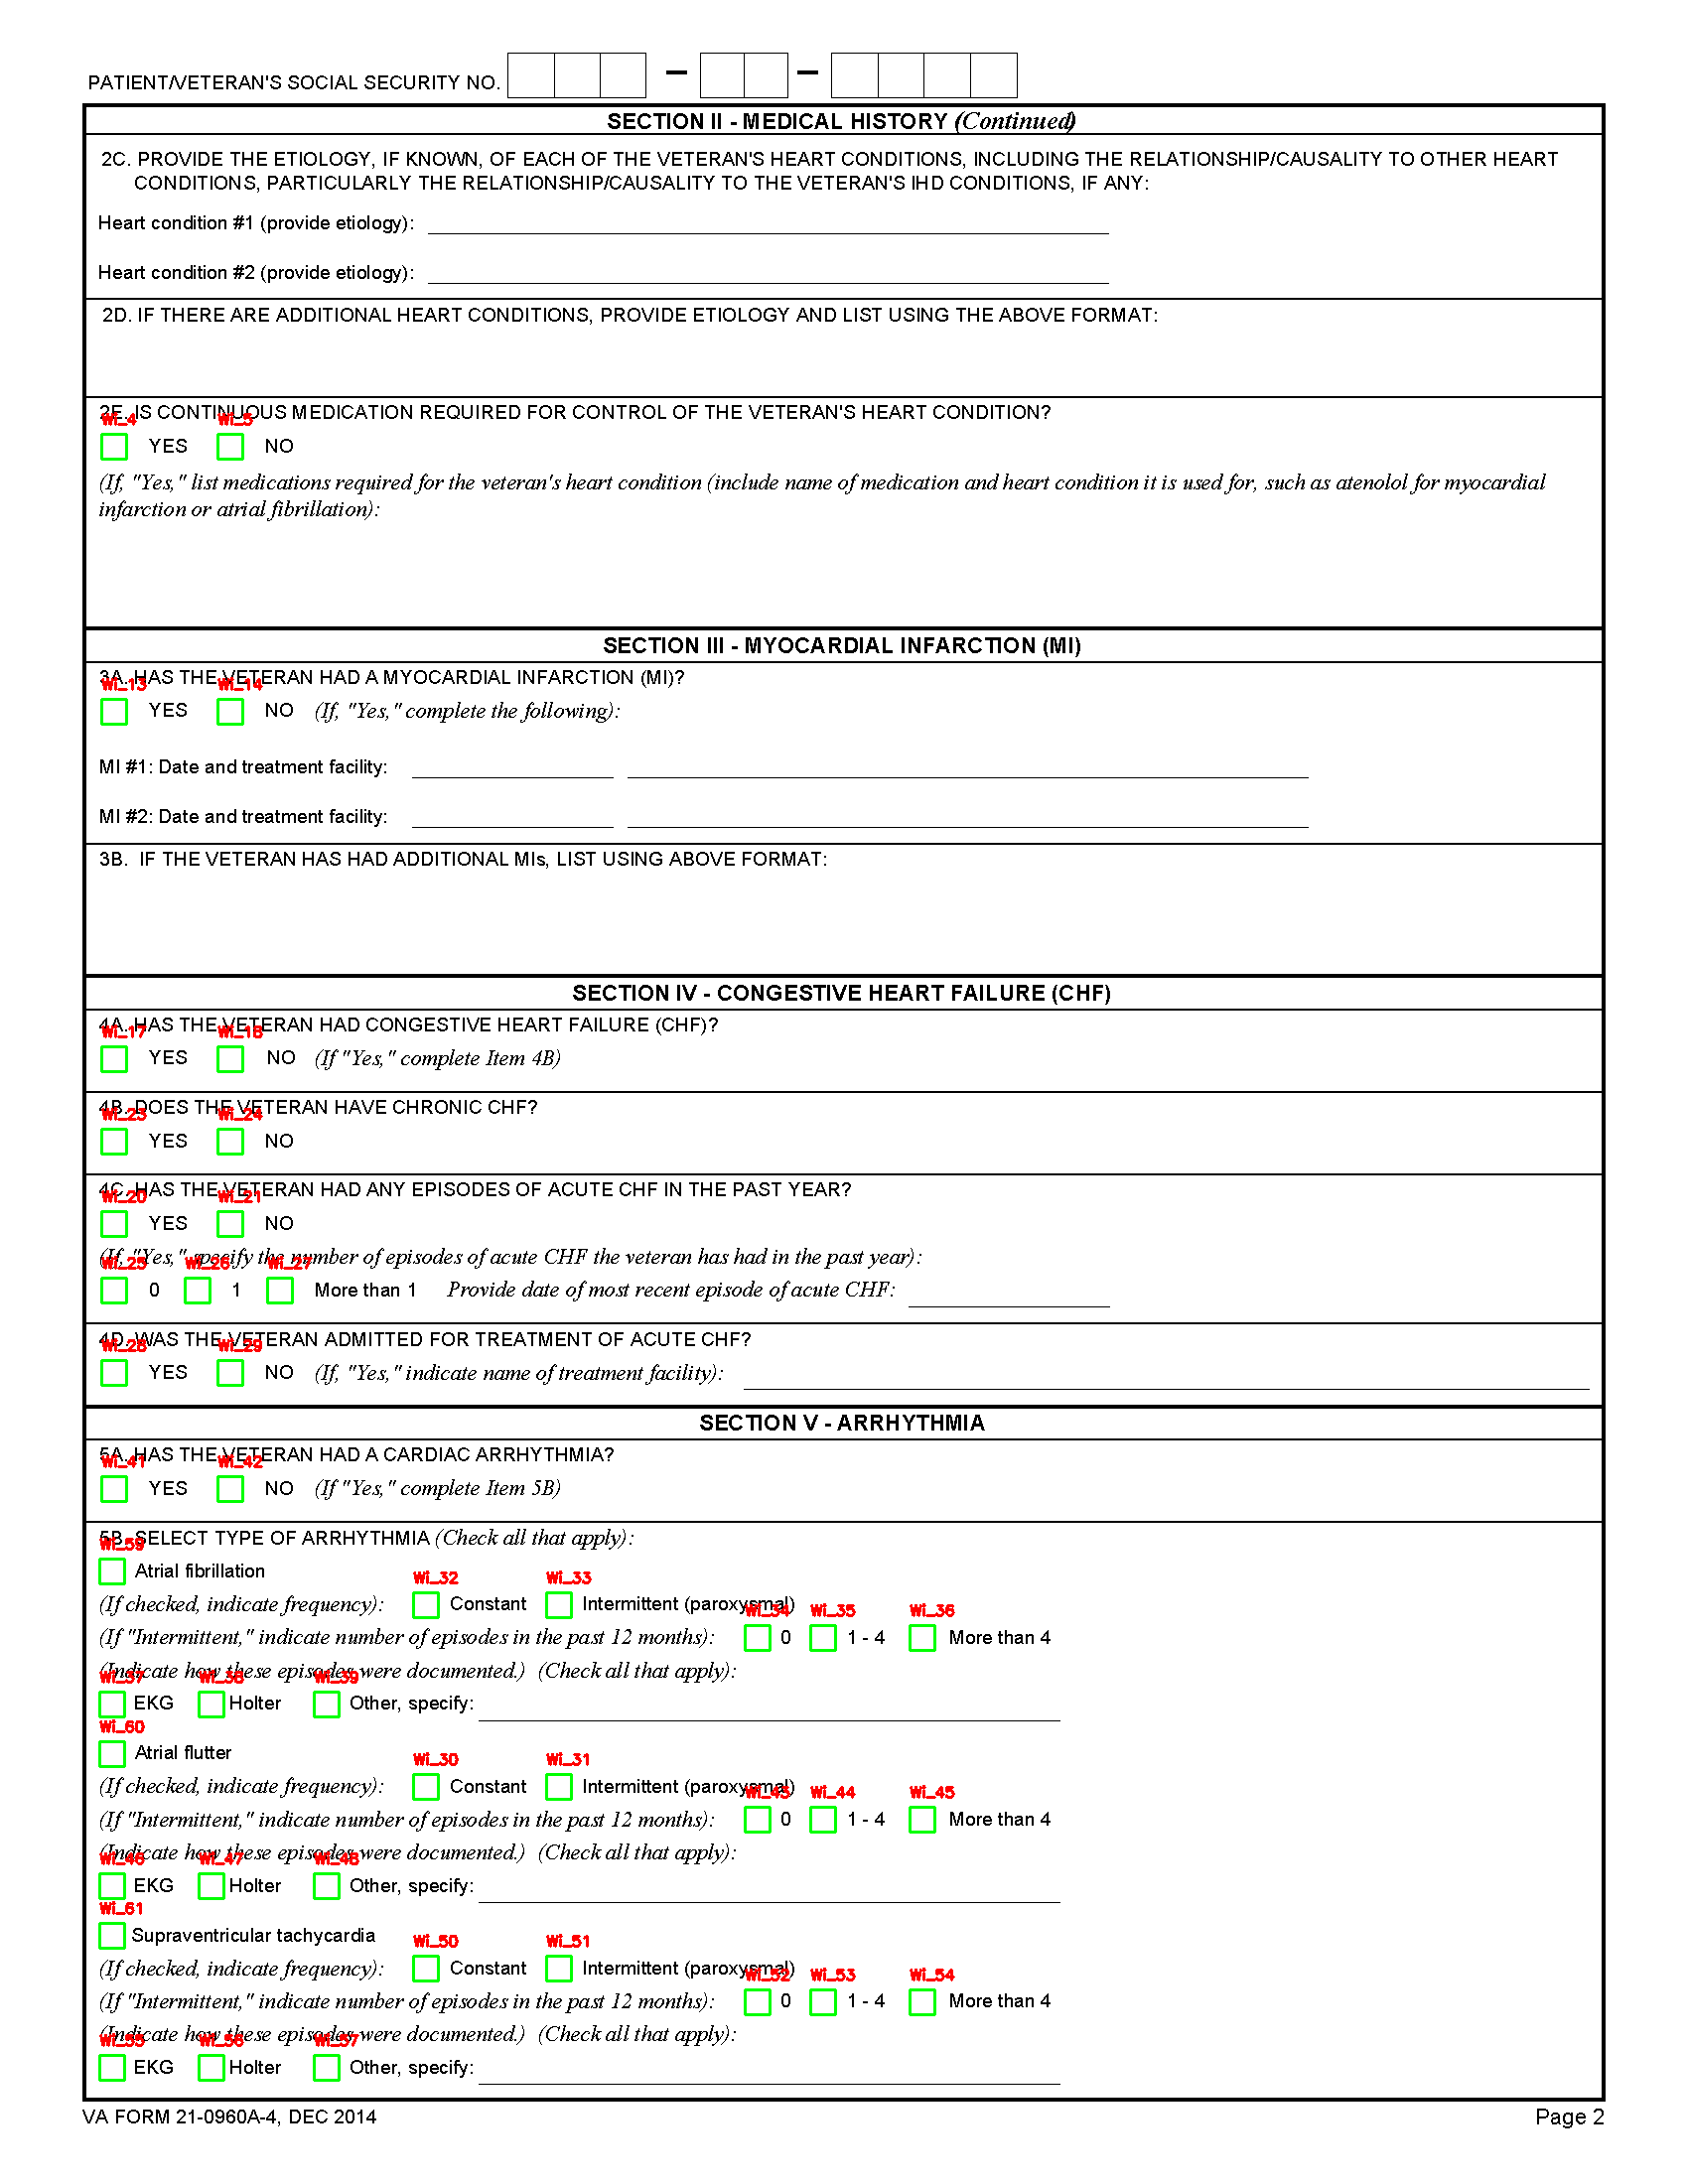 PATIENT/VETERAN'S SOCIAL SECURITY NO.
SECTION II - MEDICAL HISTORY (Continued)
2C. PROVIDE THE ETIOLOGY, IF KNOWN, OF EACH OF THE VETERAN'S HEART CONDITIONS, INCLUDING THE RELATIONSHIP/CAUSALITY TO OTHER HEART
CONDITIONS, PARTICULARLY THE RELATIONSHIP/CAUSALITY TO THE VETERAN'S IHD CONDITIONS, IF ANY:
Heart condition #1 (provide etiology):
Heart condition #2 (provide etiology):
2D. IF THERE ARE ADDITIONAL HEART CONDITIONS, PROVIDE ETIOLOGY AND LIST USING THE ABOVE FORMAT:
2E. IS CONTINUOUS MEDICATION REQUIRED FOR CONTROL OF THE VETERAN'S HEART CONDITION?
Wi_4 Wi_5
YES NO
(If, "Yes," list medications required for the veteran's heart condition (include name of medication and heart condition it is used for, such as atenolol for myocardial
infarction or atrial fibrillation):
SECTION III - MYOCARDIAL INFARCTION (MI)
3A. HAS THE VETERAN HAD A MYOCARDIAL INFARCTION (MI)?
Wi_13 Wi_14
YES NO (If, "Yes," complete the following):
MI #1: Date and treatment facility:
MI #2: Date and treatment facility:
3B. IF THE VETERAN HAS HAD ADDITIONAL MIs, LIST USING ABOVE FORMAT:
SECTION IV - CONGESTIVE HEART FAILURE (CHF)
4A. HAS THE VETERAN HAD CONGESTIVE HEART FAILURE (CHF)?
Wi_17 Wi_18
YES NO (If "Yes," complete Item 4B)
4B. DOES THE VETERAN HAVE CHRONIC CHF?
Wi_23 Wi_24
YES NO
4C. HAS THE VETERAN HAD ANY EPISODES OF ACUTE CHF IN THE PAST YEAR?
Wi_20 Wi_21
YES NO
(If, "Yes," specify the number of episodes of acute CHF the veteran has had in the past year):
Wi_25 Wi_26 Wi_27
0 1 More than 1 Provide date of most recent episode of acute CHF:
4D. WAS THE VETERAN ADMITTED FOR TREATMENT OF ACUTE CHF?
Wi_28 Wi_29
YES NO (If, "Yes," indicate name of treatment facility):
SECTION V - ARRHYTHMIA
5A. HAS THE VETERAN HAD A CARDIAC ARRHYTHMIA?
Wi_41 Wi_42
YES NO (If "Yes," complete Item 5B)
5B. SELECT TYPE OF ARRHYTHMIA (Check all that apply):
Wi_59
Atrial fibrillation
Wi_32 Wi_33
(If checked, indicate frequency): Constant Intermittent (paroxysmal)
Wi_34 Wi_35 Wi_36
(If "Intermittent," indicate number of episodes in the past 12 months): 0 1 - 4 More than 4
(Indicate how these episodes were documented.) (Check all that apply):
Wi_37 Wi_38 Wi_39
EKG Holter Other, specify:
Wi_60
Atrial flutter
Wi_30 Wi_31
(If checked, indicate frequency): Constant Intermittent (paroxysmal)
Wi_43 Wi_44 Wi_45
(If "Intermittent," indicate number of episodes in the past 12 months): 0 1 - 4 More than 4
(Indicate how these episodes were documented.) (Check all that apply):
Wi_46 Wi_47 Wi_48
EKG Holter Other, specify:
Wi_61
Supraventricular tachycardia
Wi_50 Wi_51
(If checked, indicate frequency): Constant Intermittent (paroxysmal)
Wi_52 Wi_53 Wi_54
(If "Intermittent," indicate number of episodes in the past 12 months): 0 1 - 4 More than 4
(Indicate how these episodes were documented.) (Check all that apply):
Wi_55 Wi_56 Wi_57
EKG Holter Other, specify:
VA FORM 21-0960A-4, DEC 2014 Page 2